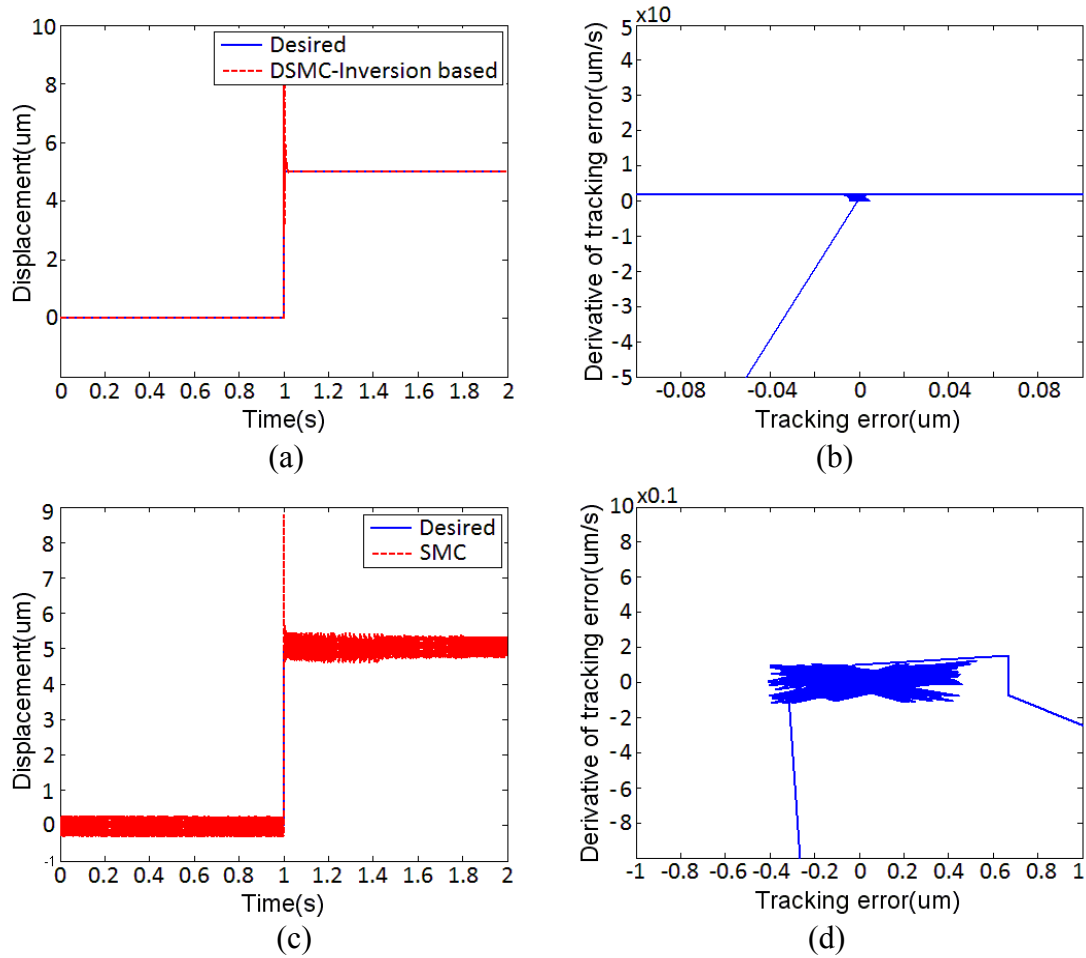 10
8
6
4
2
0
Displacement(um)
Desired
DSMC-Inversion based
0 0.2 0.4 0.6 0.8 1 1.2 1.4 1.6 1.8 2
Time(s)
(a)
x10
5
4
3
2
1
0
-1
-2
-3
-4
-5
Derivative of tracking error(um/s)
-0.08 -0.04 0 0.04 0.08
Tracking error(um)
(b)
9
8
7
6
5
4
3
2
1
0
-1
Displacement(um)
Desired
SMC
0 0.2 0.4 0.6 0.8 1 1.2 1.4 1.6 1.8 2
Time(s)
(c)
10 x0.1
8
6
4
2
0
-2
-4
-6
-8
Derivative of tracking error(um/s)
-1 -0.8 -0.6 -0.4 -0.2 0 0.2 0.4 0.6 0.8 1
Tracking error(um)
(d)